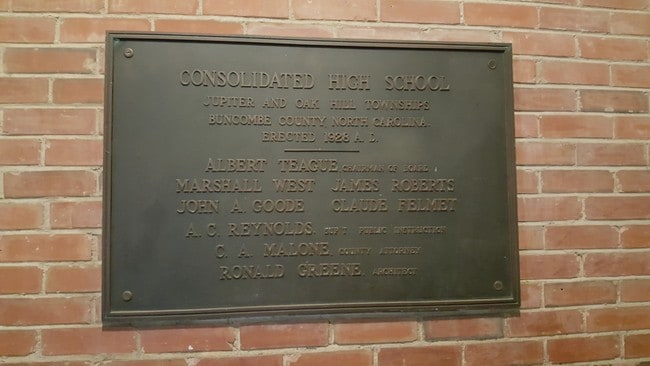 CONSOLIDATED HIGH SCHOOL
JUPITER AND OAK HILL TOWNSHIPS
BUNCOMBE COUNTY, NORTH CAROLINA.
ERECTED 1928 A. D.
ALBERT TEAGUE CHAIRMAN OF BOARD
MARSHALL WEST JAMES ROBERTS
JOHN A. GOODE CLAUDE FELMET
A. C. REYNOLDS, SUP'T PUBLIC INSTRUCTION
C. A. MALONE, COUNTY ATTORNEY
RONALD GREENE, ARCHITECT